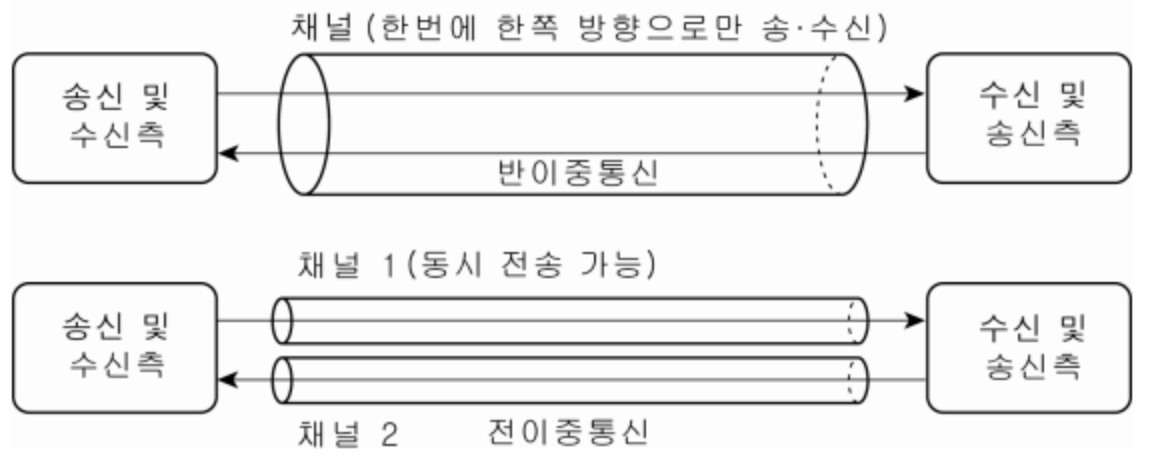 채널 (한번에 한쪽 방향으로만 송·수신)
송신 및
수신측
수신 및
송신측
반이중통신
채널 1 (동시 전송 가능)
송신 및
수신측
수신 및
송신측
채널 2
전이중통신